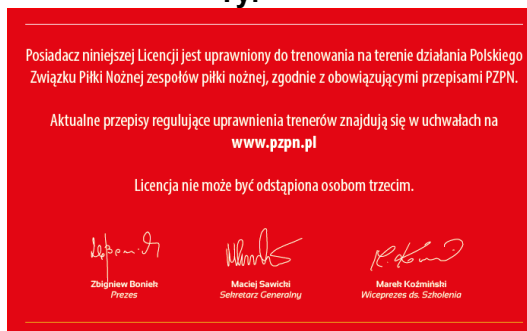 Posiadacz niniejszej Licencji jest uprawniony do trenowania na terenie działania Polskiego
Związku Piłki Nożnej zespołów piłki nożnej, zgodnie z obowiązującymi przepisami PZPN.
Aktualne przepisy regulujące uprawnienia trenerów znajdują się w uchwałach na
www.pzpn.pl
Licencja nie może być odstąpiona osobom trzecim.
Zbigniew Boniek Maciej Sawicki Marek Koźmiński
Prezes Sekretarz Generalny Wiceprezes ds. Szkolenia